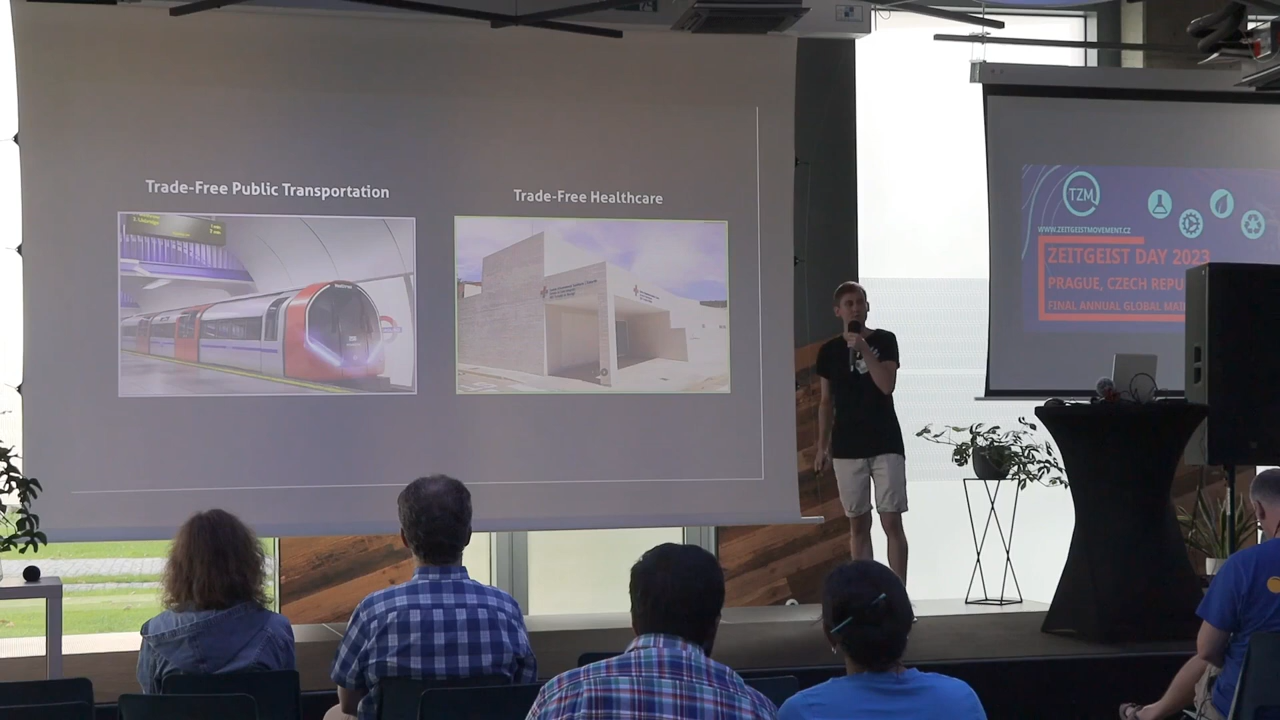 Trade-Free Public Transportation
Trade-Free Healthcare
TZM
WWW.ZEITGEISTMOVEMENT.CZ
ZEITGEIST DAY 2023
PRAGUE, CZECH REPU
FINAL ANNUAL GLOBAL MAI